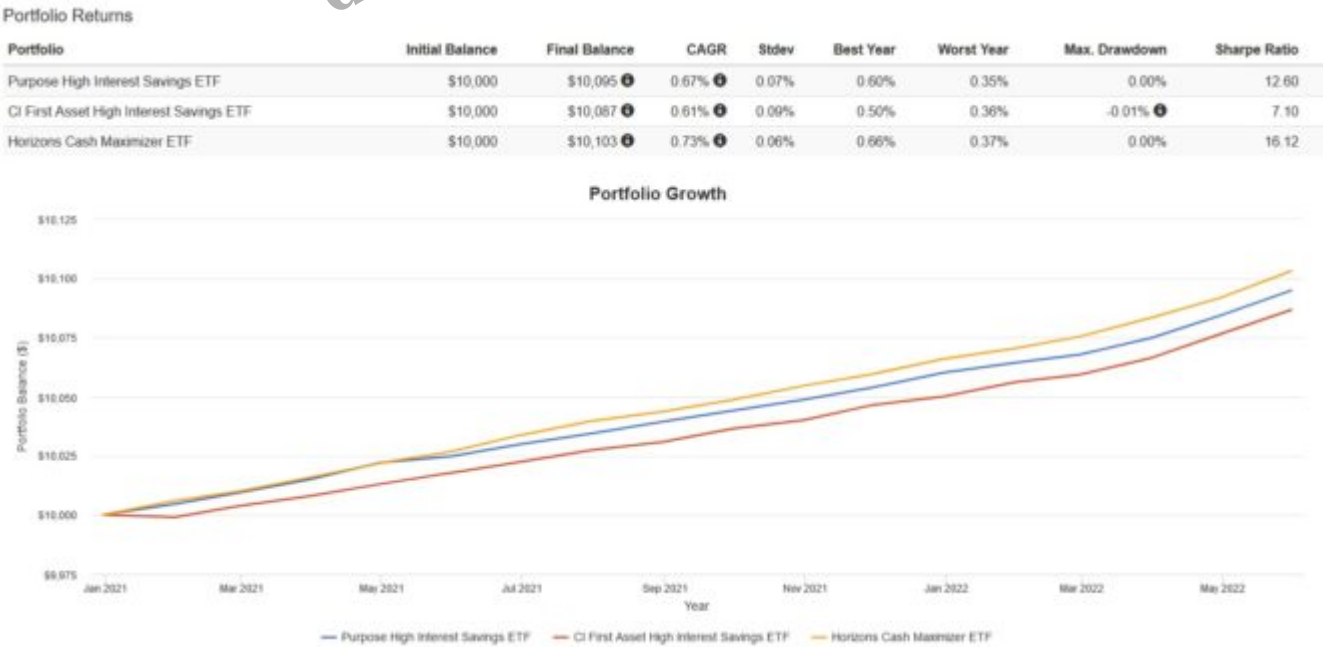 Portfolio Returns
Portfolio Initial Balance Final Balance CAGR Stdev Best Year Worst Year Max. Drawdown Sharpe Ratio
Purpose High Interest Savings ETF $10,000 $10,095 0.67% 0.07% 0.60% 0.35% 0.00% 12.60
CI First Asset High Interest Savings ETF $10,000 $10,087 0.61% 0.09% 0.50% 0.36% -0.01% 7.10
Horizons Cash Maximizer ETF $10,000 $10,103 0.73% 0.06% 0.66% 0.37% 0.00% 16.12
Portfolio Growth
$10,125
$10,100
$10,075
$10,050
$10,025
$10,000
$9,975
Portfolio Balance ($)
Jan 2021 Mar 2021 May 2021 Jul 2021 Sep 2021 Nov 2021 Jan 2022 Mar 2022 May 2022
Year
Purpose High Interest Savings ETF CI First Asset High Interest Savings ETF Horizons Cash Maximizer ETF